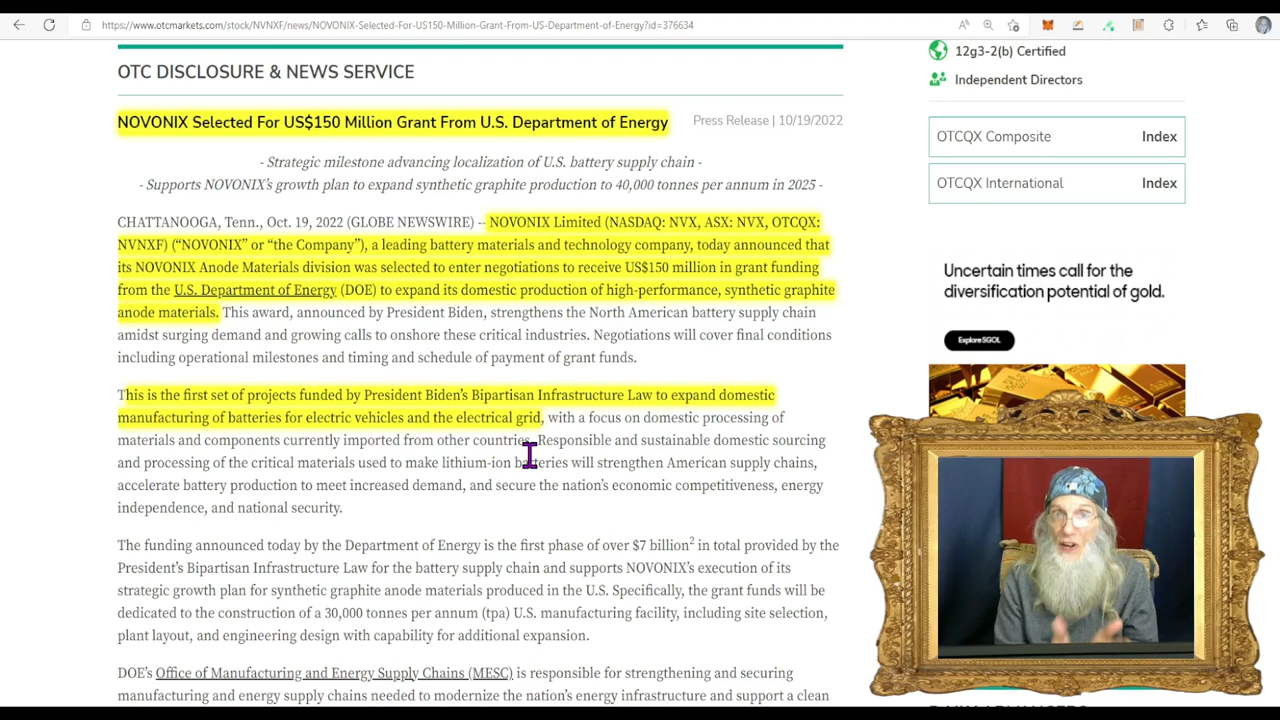 https://www.otcmarkets.com/stock/NVNXF/news/NOVONIX-Selected-For-US150-Million-Grant-From-US-Department-of-Energy?id=376634
OTC DISCLOSURE & NEWS SERVICE
NOVONIX Selected For US$150 Million Grant From U.S. Department of Energy
Press Release | 10/19/2022
- Strategic milestone advancing localization of U.S. battery supply chain -
- Supports NOVONIX's growth plan to expand synthetic graphite production to 40,000 tonnes per annum in 2025 -
CHATTANOOGA, Tenn., Oct. 19, 2022 (GLOBE NEWSWIRE) -- NOVONIX Limited (NASDAQ: NVX, ASX: NVX, OTCQX:
NVNXF) (“NOVONIX” or “the Company”), a leading battery materials and technology company, today announced that
its NOVONIX Anode Materials division was selected to enter negotiations to receive US$150 million in grant funding
from the U.S. Department of Energy (DOE) to expand its domestic production of high-performance, synthetic graphite
anode materials. This award, announced by President Biden, strengthens the North American battery supply chain
amidst surging demand and growing calls to onshore these critical industries. Negotiations will cover final conditions
including operational milestones and timing and schedule of payment of grant funds.
This is the first set of projects funded by President Biden's Bipartisan Infrastructure Law to expand domestic
manufacturing of batteries for electric vehicles and the electrical grid, with a focus on domestic processing of
materials and components currently imported from other countries. Responsible and sustainable domestic sourcing
and processing of the critical materials used to make lithium-ion batteries will strengthen American supply chains,
accelerate battery production to meet increased demand, and secure the nation's economic competitiveness, energy
independence, and national security.
The funding announced today by the Department of Energy is the first phase of over $7 billion2 in total provided by the
President's Bipartisan Infrastructure Law for the battery supply chain and supports NOVONIX's execution of its
strategic growth plan for synthetic graphite anode materials produced in the U.S. Specifically, the grant funds will be
dedicated to the construction of a 30,000 tonnes per annum (tpa) U.S. manufacturing facility, including site selection,
plant layout, and engineering design with capability for additional expansion.
DOE's Office of Manufacturing and Energy Supply Chains (MESC) is responsible for strengthening and securing
manufacturing and energy supply chains needed to modernize the nation's energy infrastructure and support a clean
12g3-2(b) Certified
Independent Directors
OTCQX Composite Index
OTCQX International Index
Uncertain times call for the
diversification potential of gold.
Explore SGOL